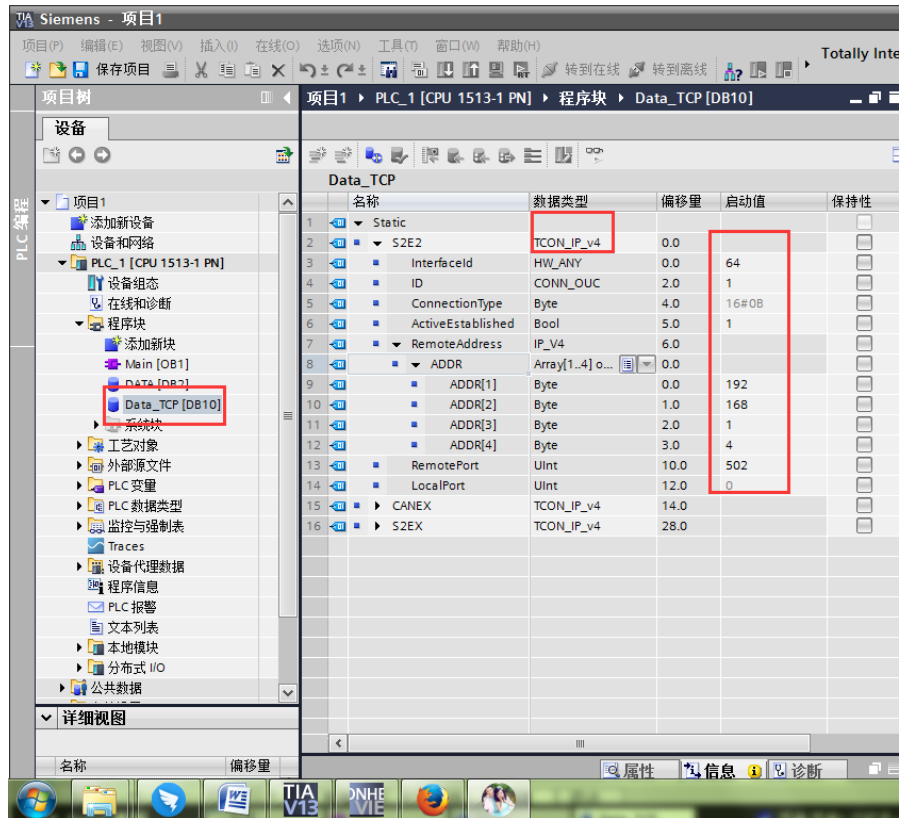 Siemens - 项目1
项目(P) 编辑(E) 视图(V) 插入(I) 在线(O) 选项(N) 工具(T) 窗口(W) 帮助(H)
Totally Inte
保存项目 转到在线 转到离线
项目树
项目1 PLC_1 [CPU 1513-1 PN] 程序块 Data_TCP [DB10]
设备
Data_TCP
名称 数据类型 偏移量 启动值 保持性
PLC 编程
项目1
添加新设备
设备和网络
PLC_1 [CPU 1513-1 PN]
设备组态
在线和诊断
程序块
添加新块
Main [OB1]
DATA [DB2]
Data_TCP [DB10]
系统块
工艺对象
外部源文件
PLC 变量
PLC 数据类型
监控与强制表
Traces
设备代理数据
程序信息
PLC 报警
文本列表
本地模块
分布式 I/O
公共数据
1 Static
2 S2E2 TCON_IP_v4 0.0
3 InterfaceId HW_ANY 0.0 64
4 ID CONN_OUC 2.0 1
5 ConnectionType Byte 4.0 16#0B
6 ActiveEstablished Bool 5.0 1
7 RemoteAddress IP_V4 6.0
8 ADDR Array[1..4] o... 0.0
9 ADDR[1] Byte 0.0 192
10 ADDR[2] Byte 1.0 168
11 ADDR[3] Byte 2.0 1
12 ADDR[4] Byte 3.0 4
13 RemotePort UInt 10.0 502
14 LocalPort UInt 12.0 0
15 CANEX TCON_IP_v4 14.0
16 S2EX TCON_IP_v4 28.0
详细视图
名称 偏移量
属性 信息 诊断
TIA
V13